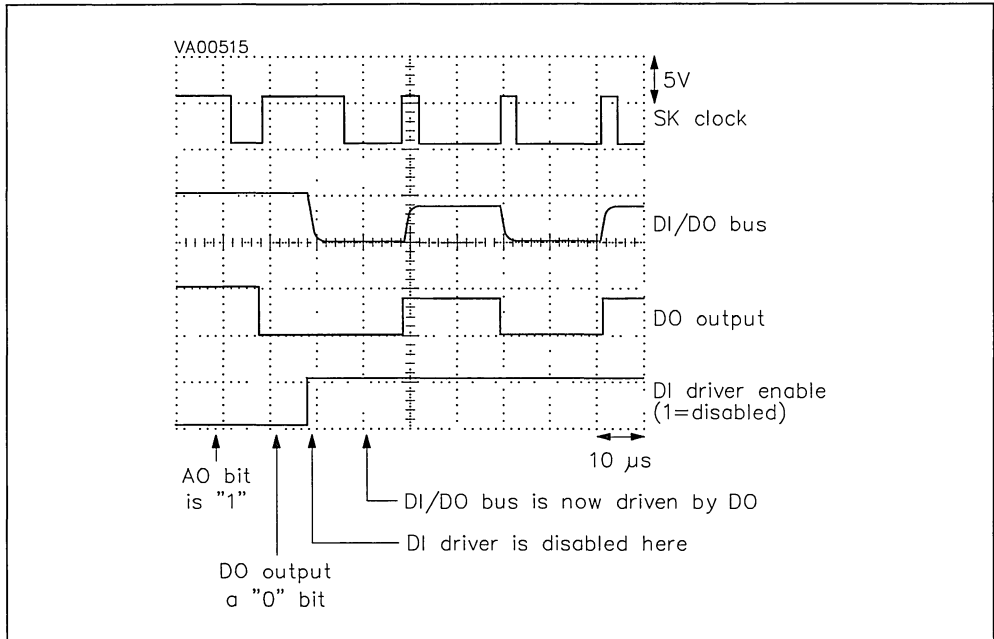 VA00515
5V
SK clock
DI/DO bus
DO output
DI driver enable
(1=disabled)
10 μs
AO bit
is "1"
DI/DO bus is now driven by DO
DI driver is disabled here
DO output
a "0" bit